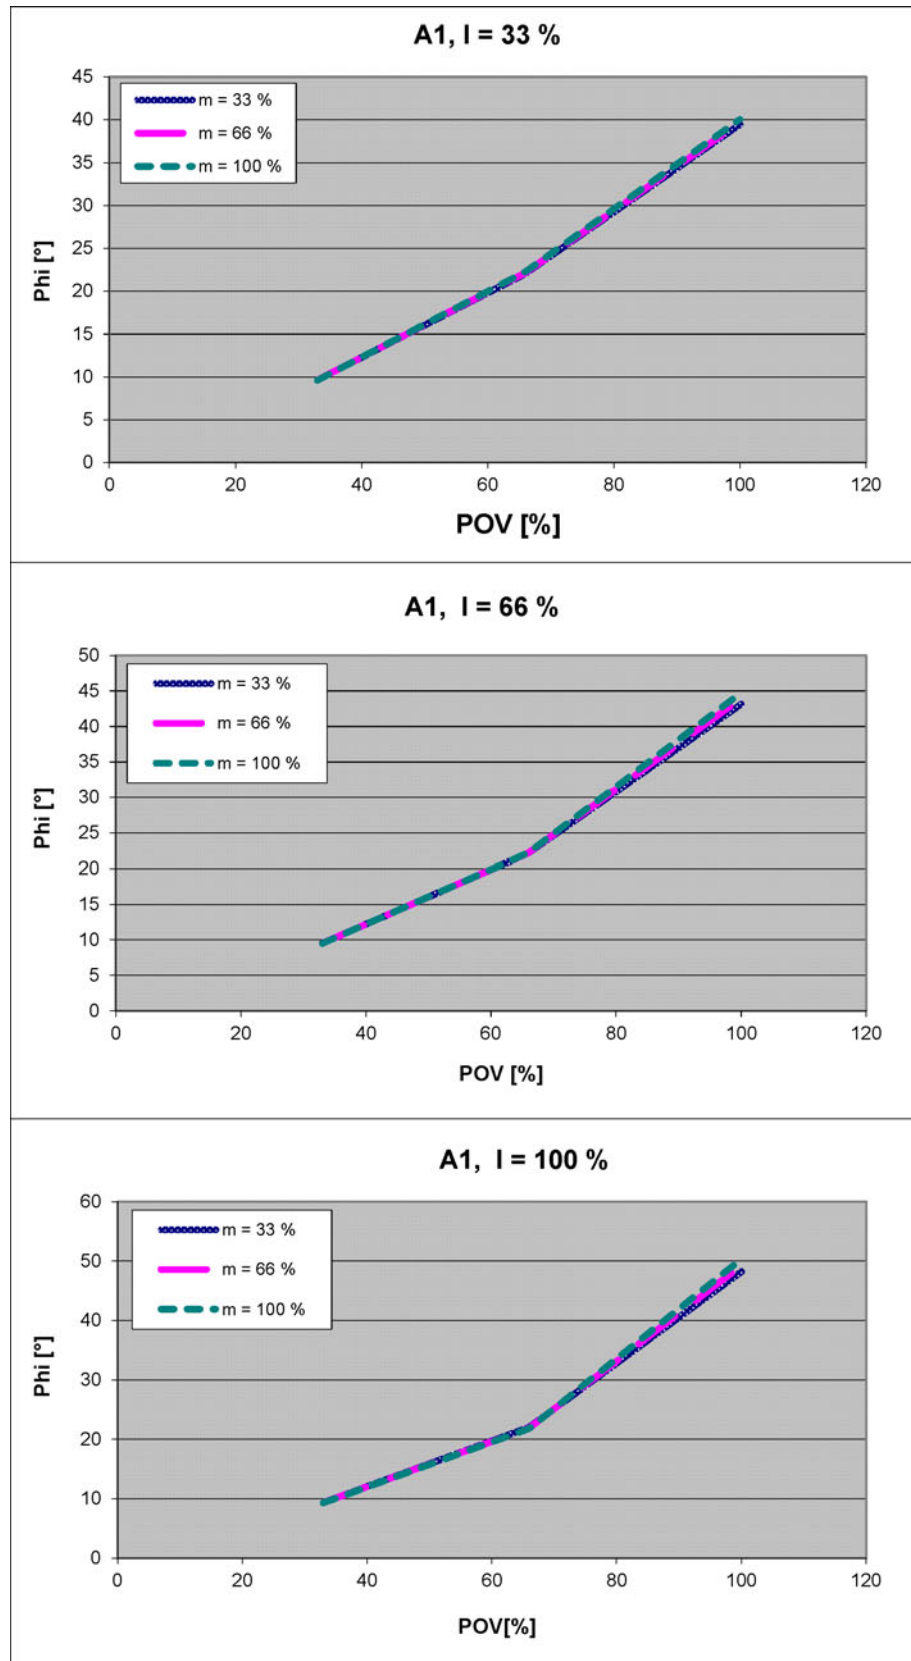 A1, I = 33 %
45
40
35
30
25
20
15
10
5
0
m = 33 %
m = 66 %
m = 100 %
Phi [°]
0 20 40 60 80 100 120
POV [%]
A1,  I = 66 %
50
45
40
35
30
25
20
15
10
5
0
m = 33 %
m = 66 %
m = 100 %
Phi [°]
0 20 40 60 80 100 120
POV [%]
A1,  I = 100 %
60
50
40
30
20
10
0
m = 33 %
m = 66 %
m = 100 %
Phi [°]
0 20 40 60 80 100 120
POV[%]